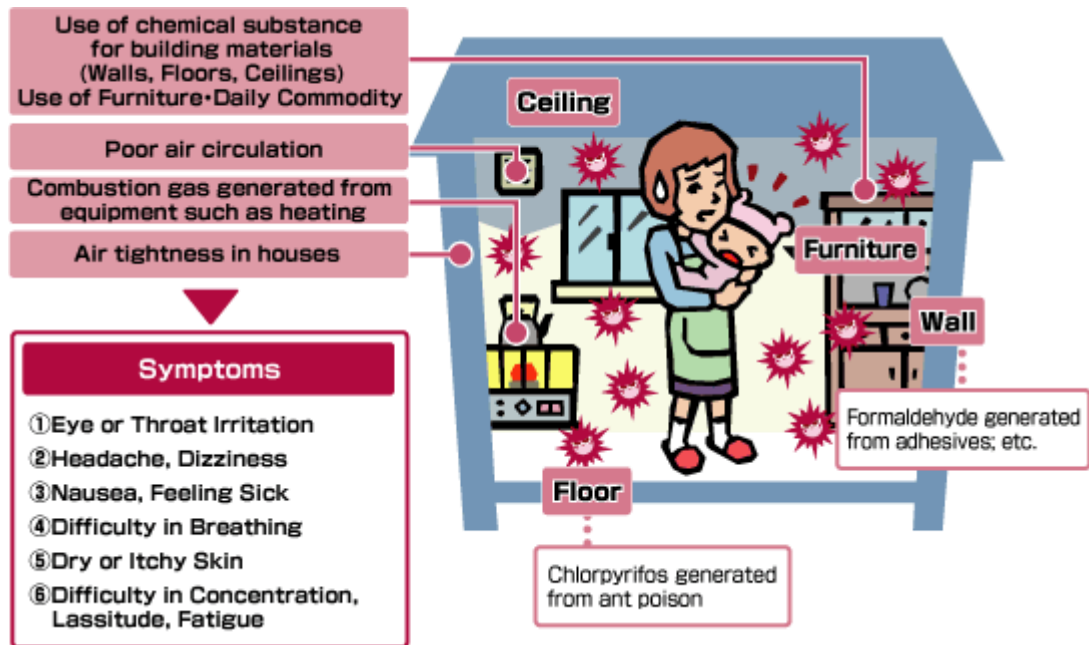 Use of chemical substance
for building materials
(Walls, Floors, Ceilings)
Use of Furniture•Daily Commodity
Poor air circulation
Combustion gas generated from
equipment such as heating
Air tightness in houses
Symptoms
①Eye or Throat Irritation
②Headache, Dizziness
③Nausea, Feeling Sick
④Difficulty in Breathing
⑤Dry or Itchy Skin
⑥Difficulty in Concentration,
Lassitude, Fatigue
Ceiling
Furniture
Wall
Formaldehyde generated
from adhesives; etc.
Floor
Chlorpyrifos generated
from ant poison